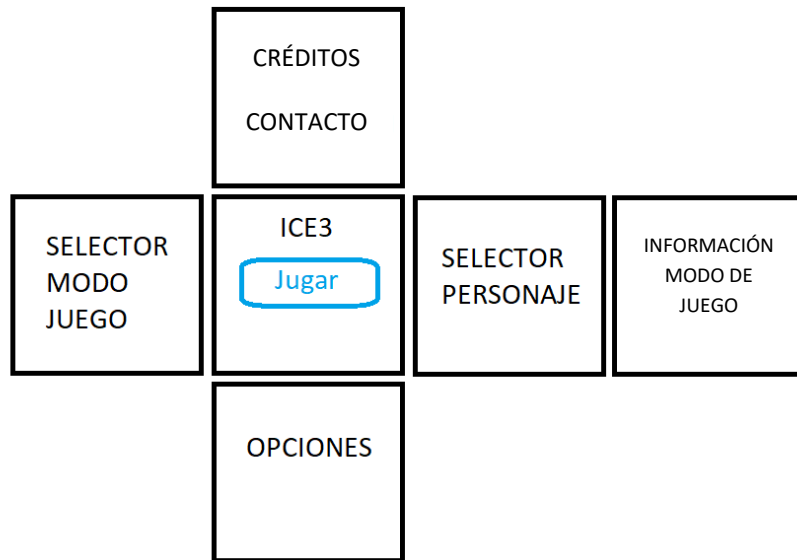 CRÉDITOS
CONTACTO
SELECTOR
MODO
JUEGO
ICE3
Jugar
SELECTOR
PERSONAJE
INFORMACIÓN
MODO DE
JUEGO
OPCIONES